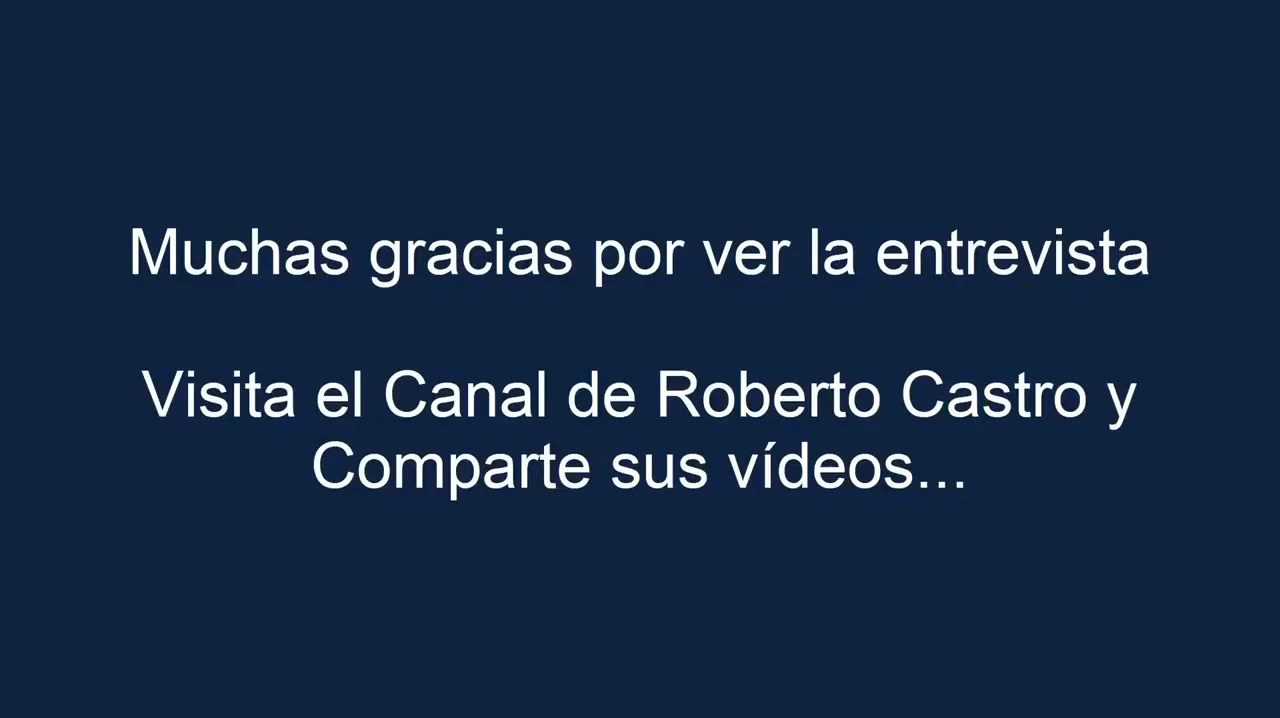 Muchas gracias por ver la entrevista
Visita el Canal de Roberto Castro y
Comparte sus vídeos...